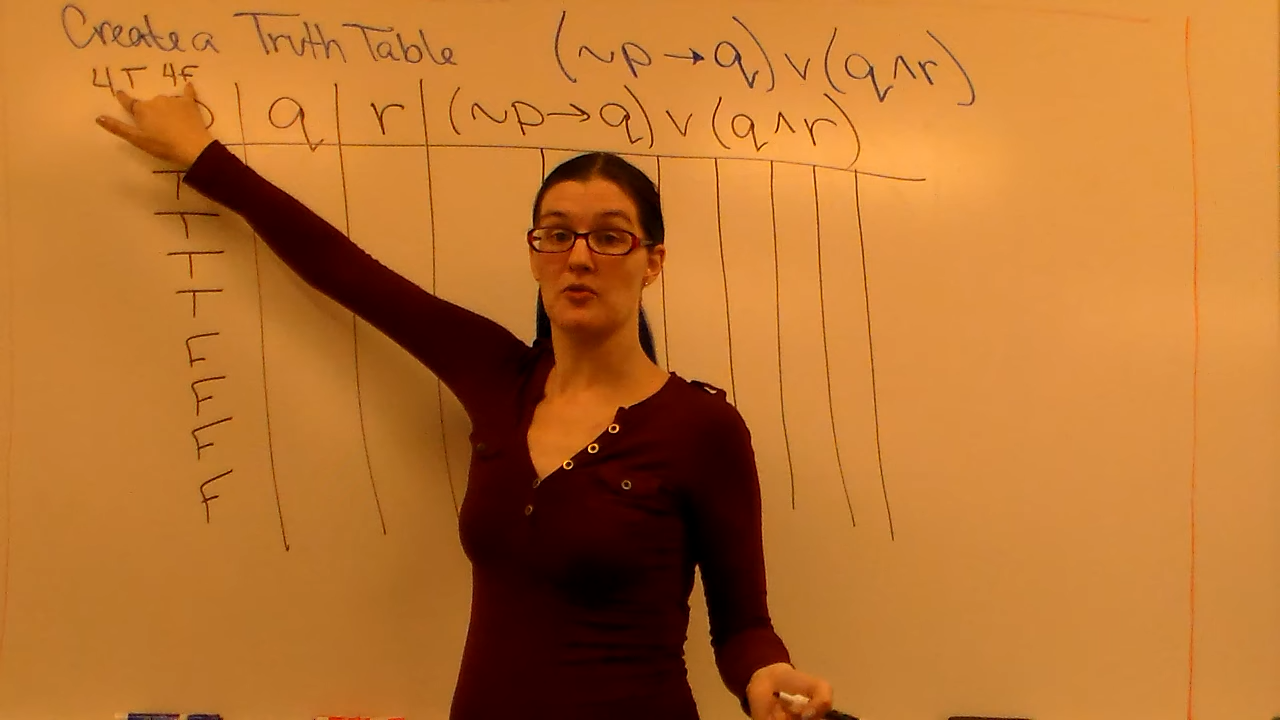 Create a Truth Table (~p→q)∨(q∧r)
4T 4F
p q r (~p→q)∨(q∧r)
T
T
T
T
F
F
F
F